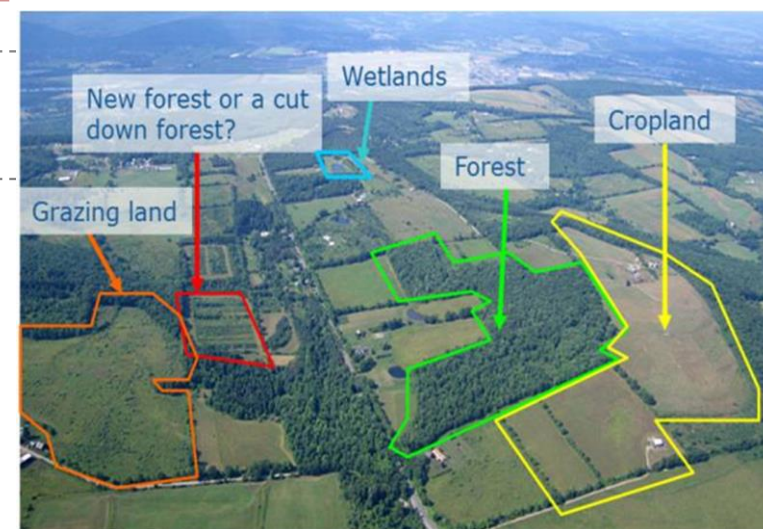 Wetlands
New forest or a cut
down forest?
Cropland
Forest
Grazing land